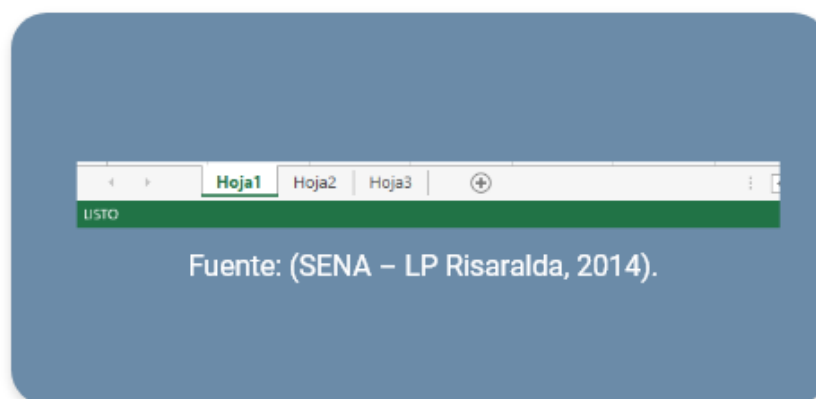 Hoja1 Hoja2 Hoja3
LISTO
Fuente: (SENA – LP Risaralda, 2014).